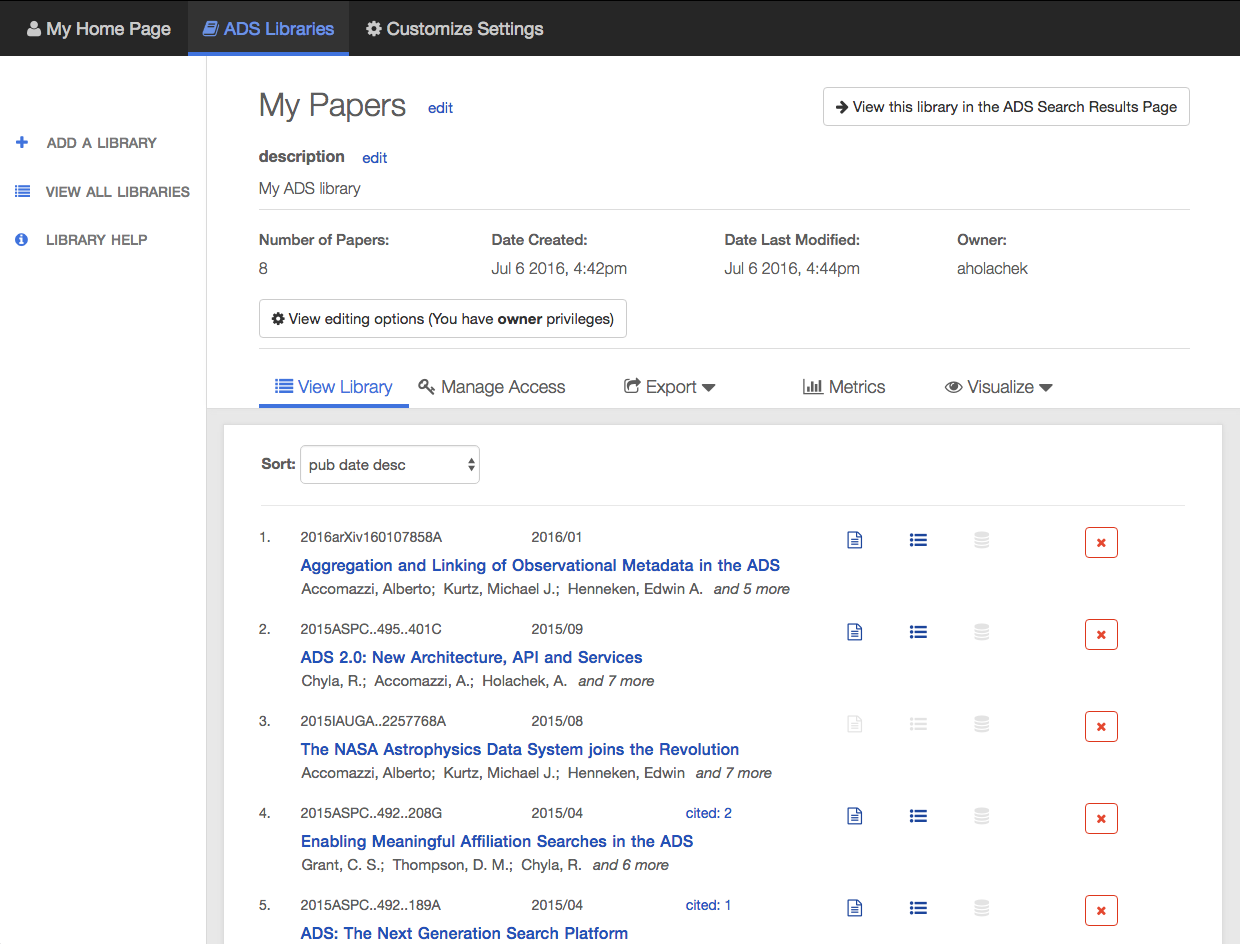 My Home Page ADS Libraries Customize Settings
My Papers edit
View this library in the ADS Search Results Page
ADD A LIBRARY
VIEW ALL LIBRARIES
LIBRARY HELP
description edit
My ADS library
Number of Papers: Date Created: Date Last Modified: Owner:
8 Jul 6 2016, 4:42pm Jul 6 2016, 4:44pm aholachek
View editing options (You have owner privileges)
View Library Manage Access Export Metrics Visualize
Sort: pub date desc
1. 2016arXiv160107858A 2016/01
Aggregation and Linking of Observational Metadata in the ADS
Accomazzi, Alberto; Kurtz, Michael J.; Henneken, Edwin A. and 5 more
2. 2015ASPC..495..401C 2015/09
ADS 2.0: New Architecture, API and Services
Chyla, R.; Accomazzi, A.; Holachek, A. and 7 more
3. 2015IAUGA..2257768A 2015/08
The NASA Astrophysics Data System joins the Revolution
Accomazzi, Alberto; Kurtz, Michael J.; Henneken, Edwin and 7 more
4. 2015ASPC..492..208G 2015/04 cited: 2
Enabling Meaningful Affiliation Searches in the ADS
Grant, C. S.; Thompson, D. M.; Chyla, R. and 6 more
5. 2015ASPC..492..189A 2015/04 cited: 1
ADS: The Next Generation Search Platform